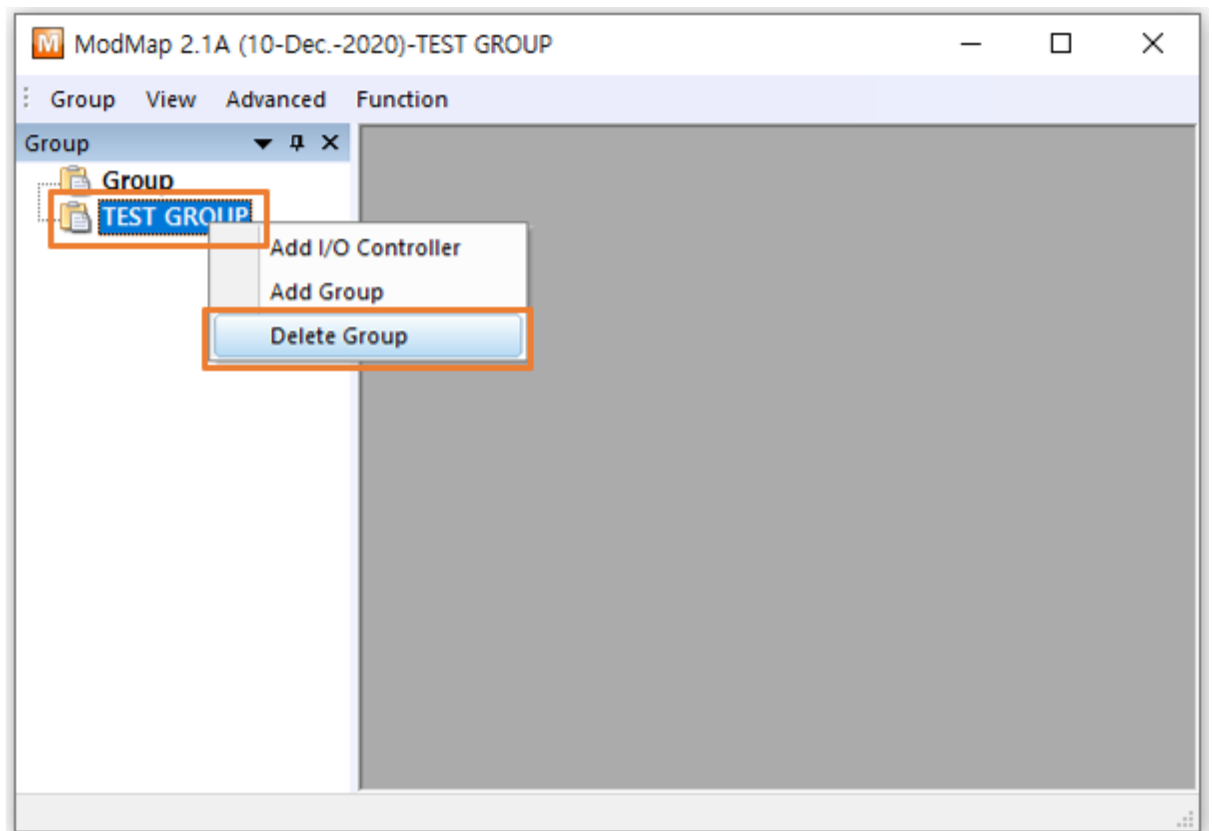 ModMap 2.1A (10-Dec.-2020)-TEST GROUP
Group View Advanced Function
Group
Group
TEST GROUP
Add I/O Controller
Add Group
Delete Group